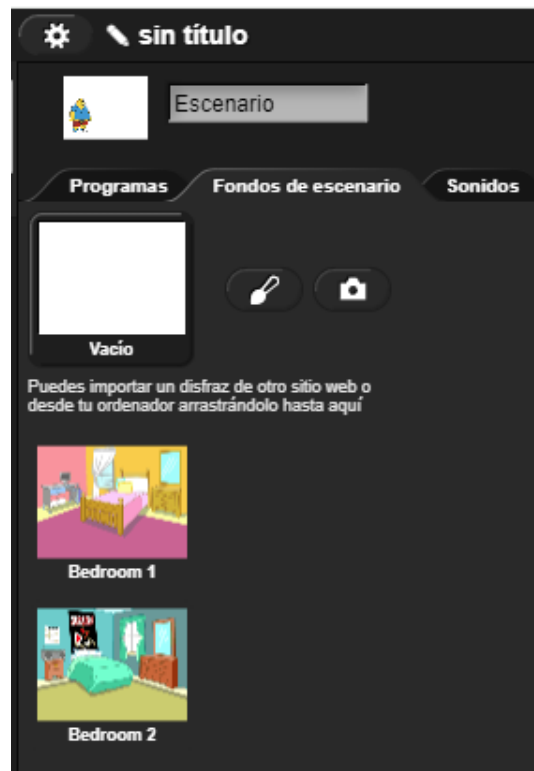 sin título
Escenario
Programas Fondos de escenario Sonidos
Vacío
Puedes importar un disfraz de otro sitio web o
desde tu ordenador arrastrándolo hasta aquí
Bedroom 1
Bedroom 2